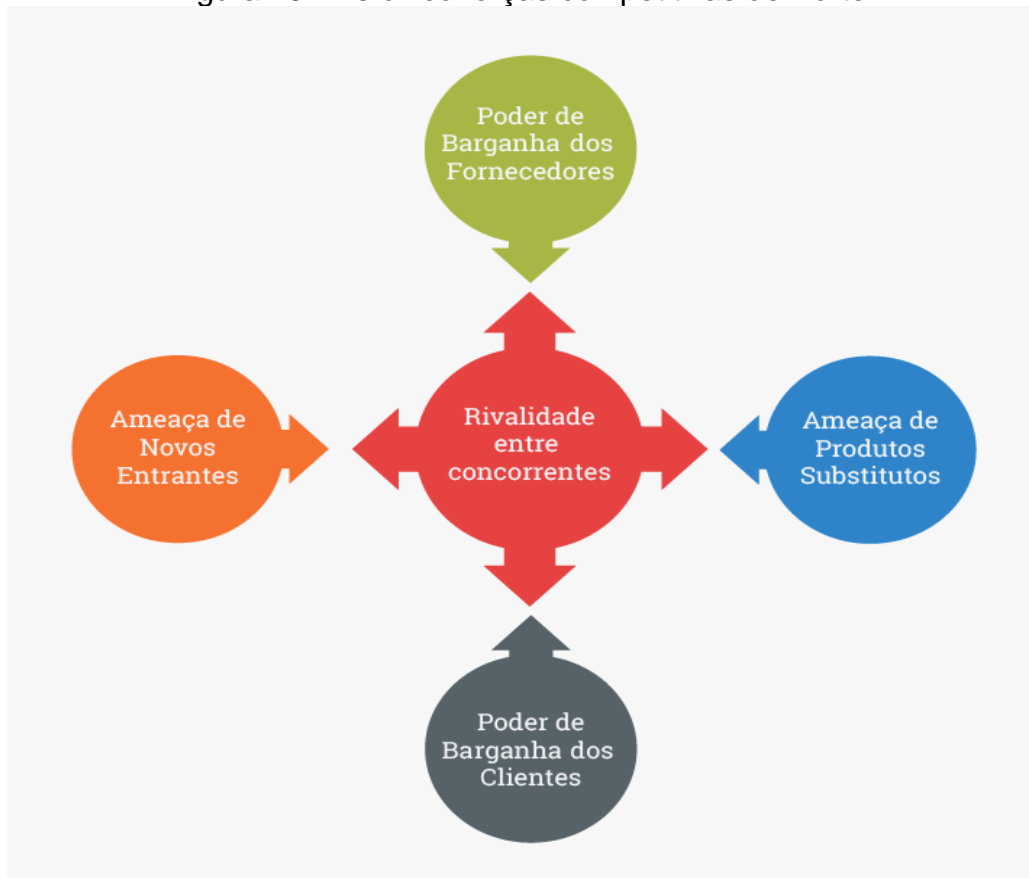 Poder de
Barganha dos
Fornecedores
Ameaça de
Novos
Entrantes
Rivalidade
entre
concorrentes
Ameaça de
Produtos
Substitutos
Poder de
Barganha dos
Clientes